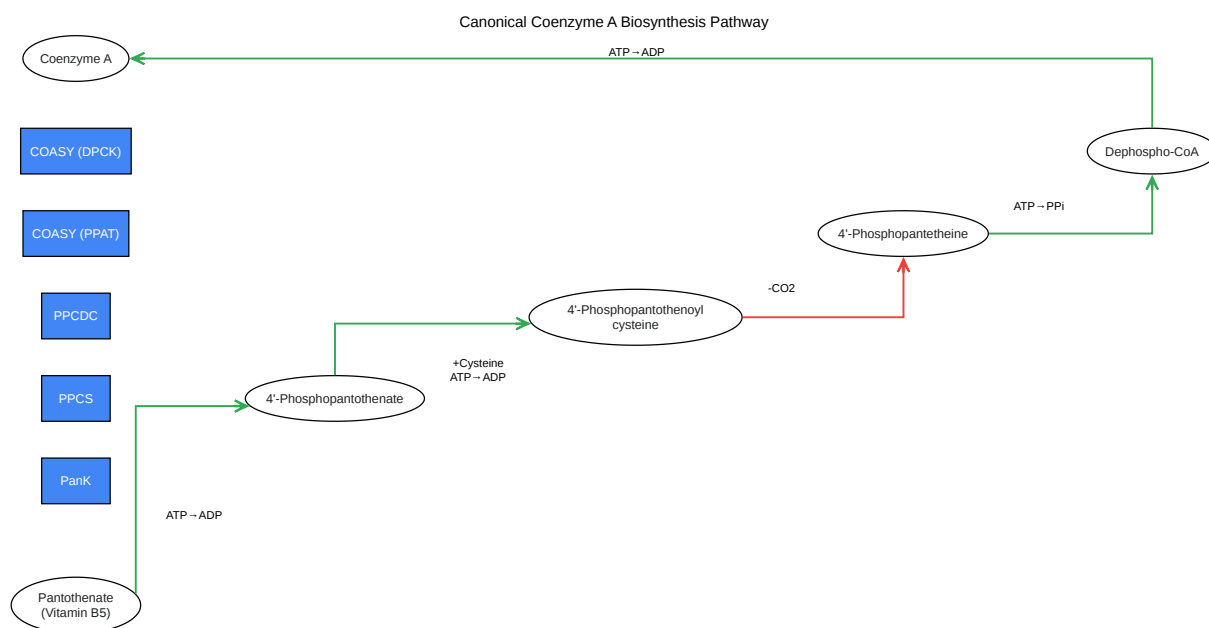 Canonical Coenzyme A Biosynthesis Pathway
ATP→ADP
Coenzyme A
COASY (DPCK)
Dephospho-CoA
ATP→PPi
COASY (PPAT)
4'-Phosphopantetheine
-CO2
PPCDC
4'-Phosphopantothenoyl
cysteine
+Cysteine
ATP→ADP
PPCS
4'-Phosphopantothenate
PanK
ATP→ADP
Pantothenate
(Vitamin B5)